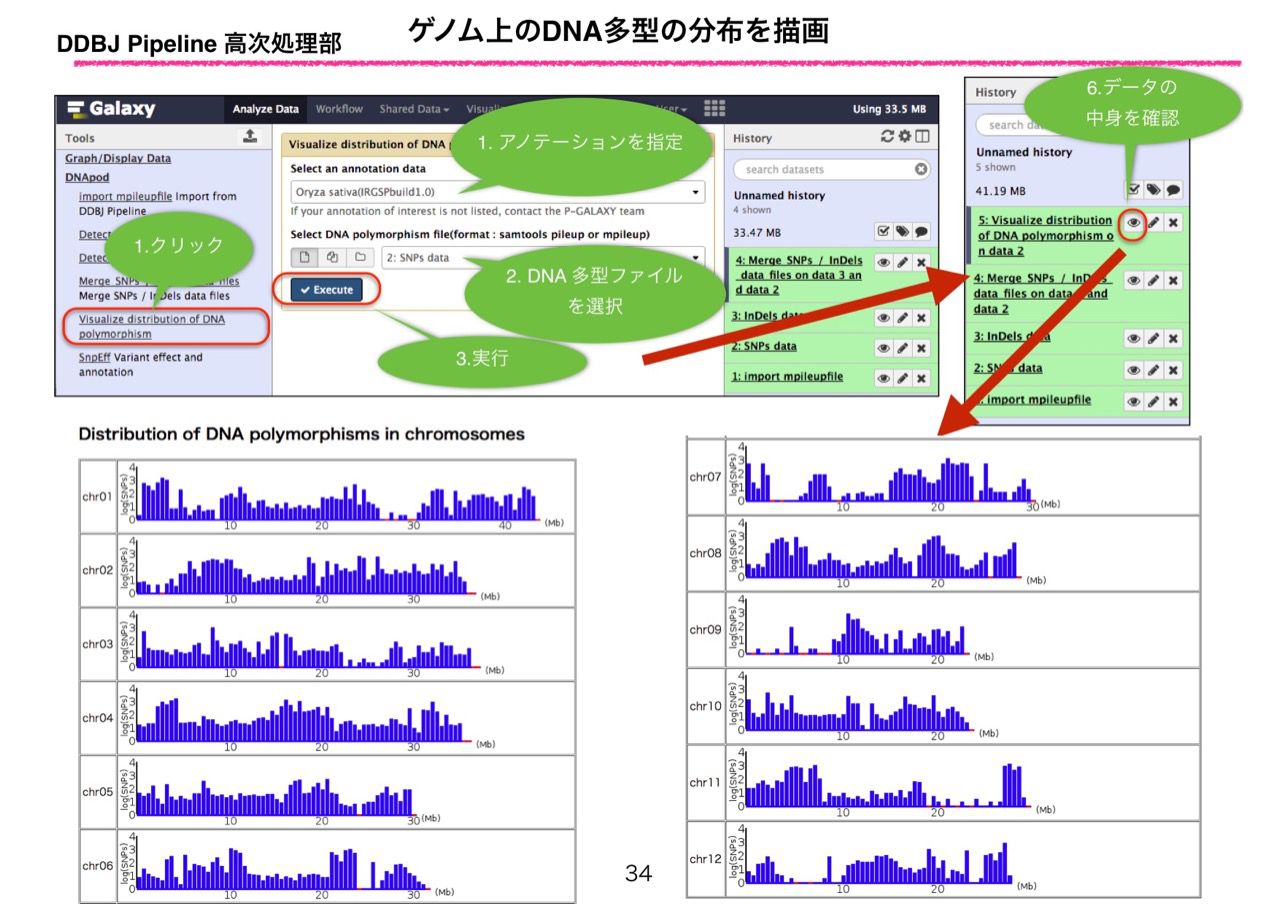 DDBJ Pipeline 高次処理部
ゲノム上のDNA多型の分布を描画
Galaxy
Analyze Data
Workflow
Shared Data
Using 33.5 MB
Tools
Graph/Display Data
DNApod
import mpileupfile Import from
DDBJ Pipeline
Merge SNPs / InDels data files
Visualize distribution of DNA
polymorphism
SnpEff Variant effect and
annotation
1.クリック
Visualize distribution of DNA
Select an annotation data
Oryza sativa(IRGSPbuild1.0)
If your annotation of interest is not listed, contact the P-GALAXY team
Select DNA polymorphism file(format : samtools pileup or mpileup)
2: SNPs data
Execute
1. アノテーションを指定
2. DNA 多型ファイル
を選択
3.実行
History
search datasets
Unnamed history
4 shown
33.47 MB
4: Merge SNPs / InDels
data files on data 3 an
d data 2
3: InDels data
2: SNPs data
1: import mpileupfile
History
6.データの
中身を確認
Unnamed history
5 shown
41.19 MB
5: Visualize distribution
of DNA polymorphism o
n data 2
4: Merge SNPs / InDels
data files on data 3 and
data 2
3: InDels data
2: SNPs data
import mpileupfile
Distribution of DNA polymorphisms in chromosomes
chr01
log(SNPs)
4
3
2
1
0
10 20 30 40 (Mb)
chr02
log(SNPs)
4
3
2
1
0
10 20 30 (Mb)
chr03
log(SNPs)
4
3
2
1
0
10 20 30 (Mb)
chr04
log(SNPs)
4
3
2
1
0
10 20 30 (Mb)
chr05
log(SNPs)
4
3
2
1
0
10 20 30 (Mb)
chr06
log(SNPs)
4
3
2
1
0
10 20 30 (Mb)
chr07
log(SNPs)
4
3
2
1
0
10 20 30 (Mb)
chr08
log(SNPs)
4
3
2
1
0
10 20 (Mb)
chr09
log(SNPs)
4
3
2
1
0
10 20 (Mb)
chr10
log(SNPs)
4
3
2
1
0
10 20 (Mb)
chr11
log(SNPs)
4
3
2
1
0
10 20 (Mb)
chr12
log(SNPs)
4
3
2
1
0
10 20 (Mb)
34